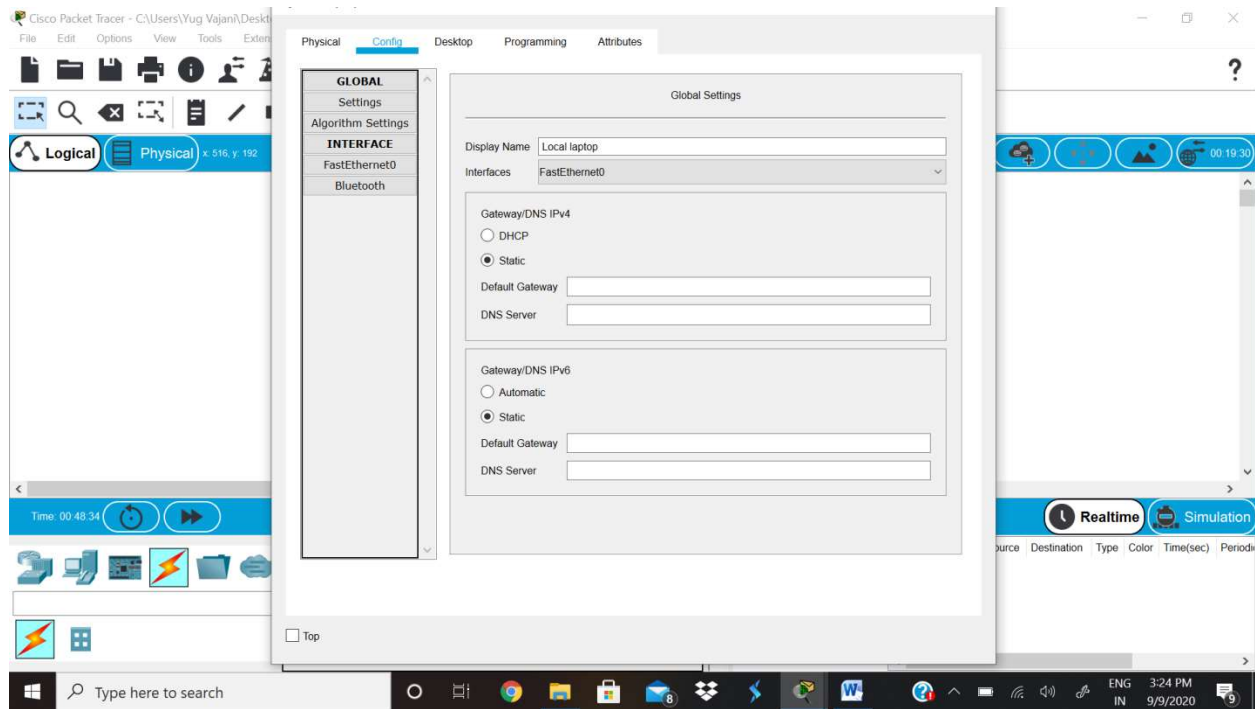 Cisco Packet Tracer - C:\Users\Yug Vajani\Deskt
File Edit Options View Tools Exten
Physical Config Desktop Programming Attributes
?
GLOBAL
Settings
Algorithm Settings
INTERFACE
FastEthernet0
Bluetooth
Global Settings
Display Name Local laptop
Interfaces FastEthernet0
Gateway/DNS IPv4
DHCP
Static
Default Gateway
DNS Server
Gateway/DNS IPv6
Automatic
Static
Default Gateway
DNS Server
Top
Logical Physical x: 516, y: 192
00:19:30
Time: 00:48:34
Realtime Simulation
ource Destination Type Color Time(sec) Periodi
Type here to search
8
W
ENG
IN
3:24 PM
9/9/2020
9